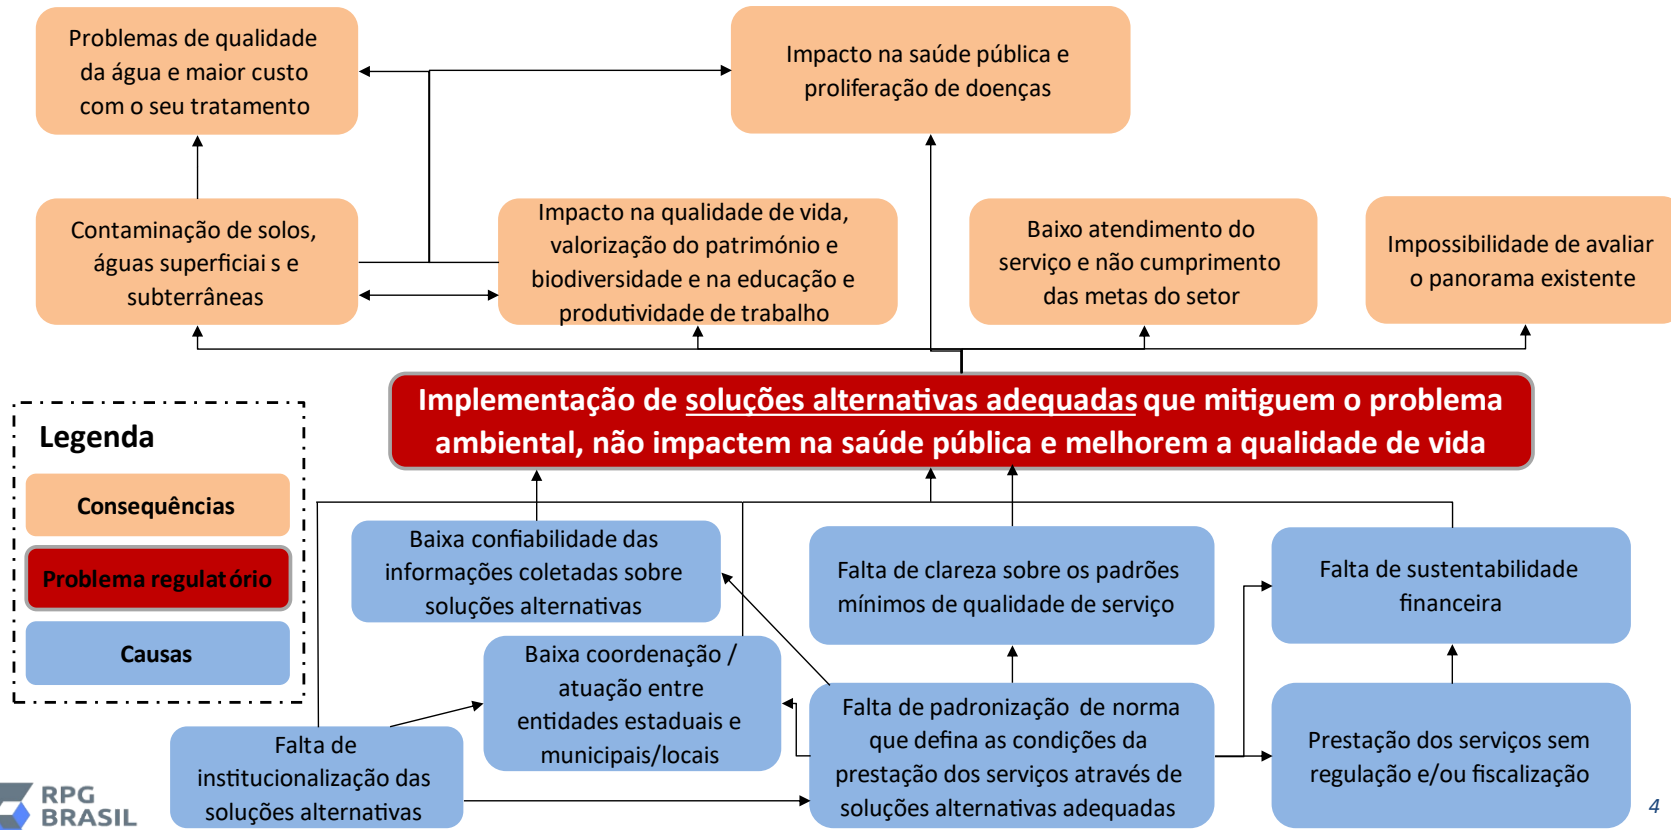 Problemas de qualidade
da água e maior custo
com o seu tratamento
Impacto na saúde pública e
proliferação de doenças
Contaminação de solos,
águas superficiai s e
subterrâneas
Impacto na qualidade de vida,
valorização do património e
biodiversidade e na educação e
produtividade de trabalho
Baixo atendimento do
serviço e não cumprimento
das metas do setor
Impossibilidade de avaliar
o panorama existente
Implementação de soluções alternativas adequadas que mitiguem o problema
ambiental, não impactem na saúde pública e melhorem a qualidade de vida
Legenda
Consequências
Problema regulatório
Causas
Baixa confiabilidade das
informações coletadas sobre
soluções alternativas
Falta de clareza sobre os padrões
mínimos de qualidade de serviço
Falta de sustentabilidade
financeira
Baixa coordenação /
atuação entre
entidades estaduais e
municipais/locais
Falta de
institucionalização das
soluções alternativas
Falta de padronização de norma
que defina as condições da
prestação dos serviços através de
soluções alternativas adequadas
Prestação dos serviços sem
regulação e/ou fiscalização
RPG
BRASIL
4